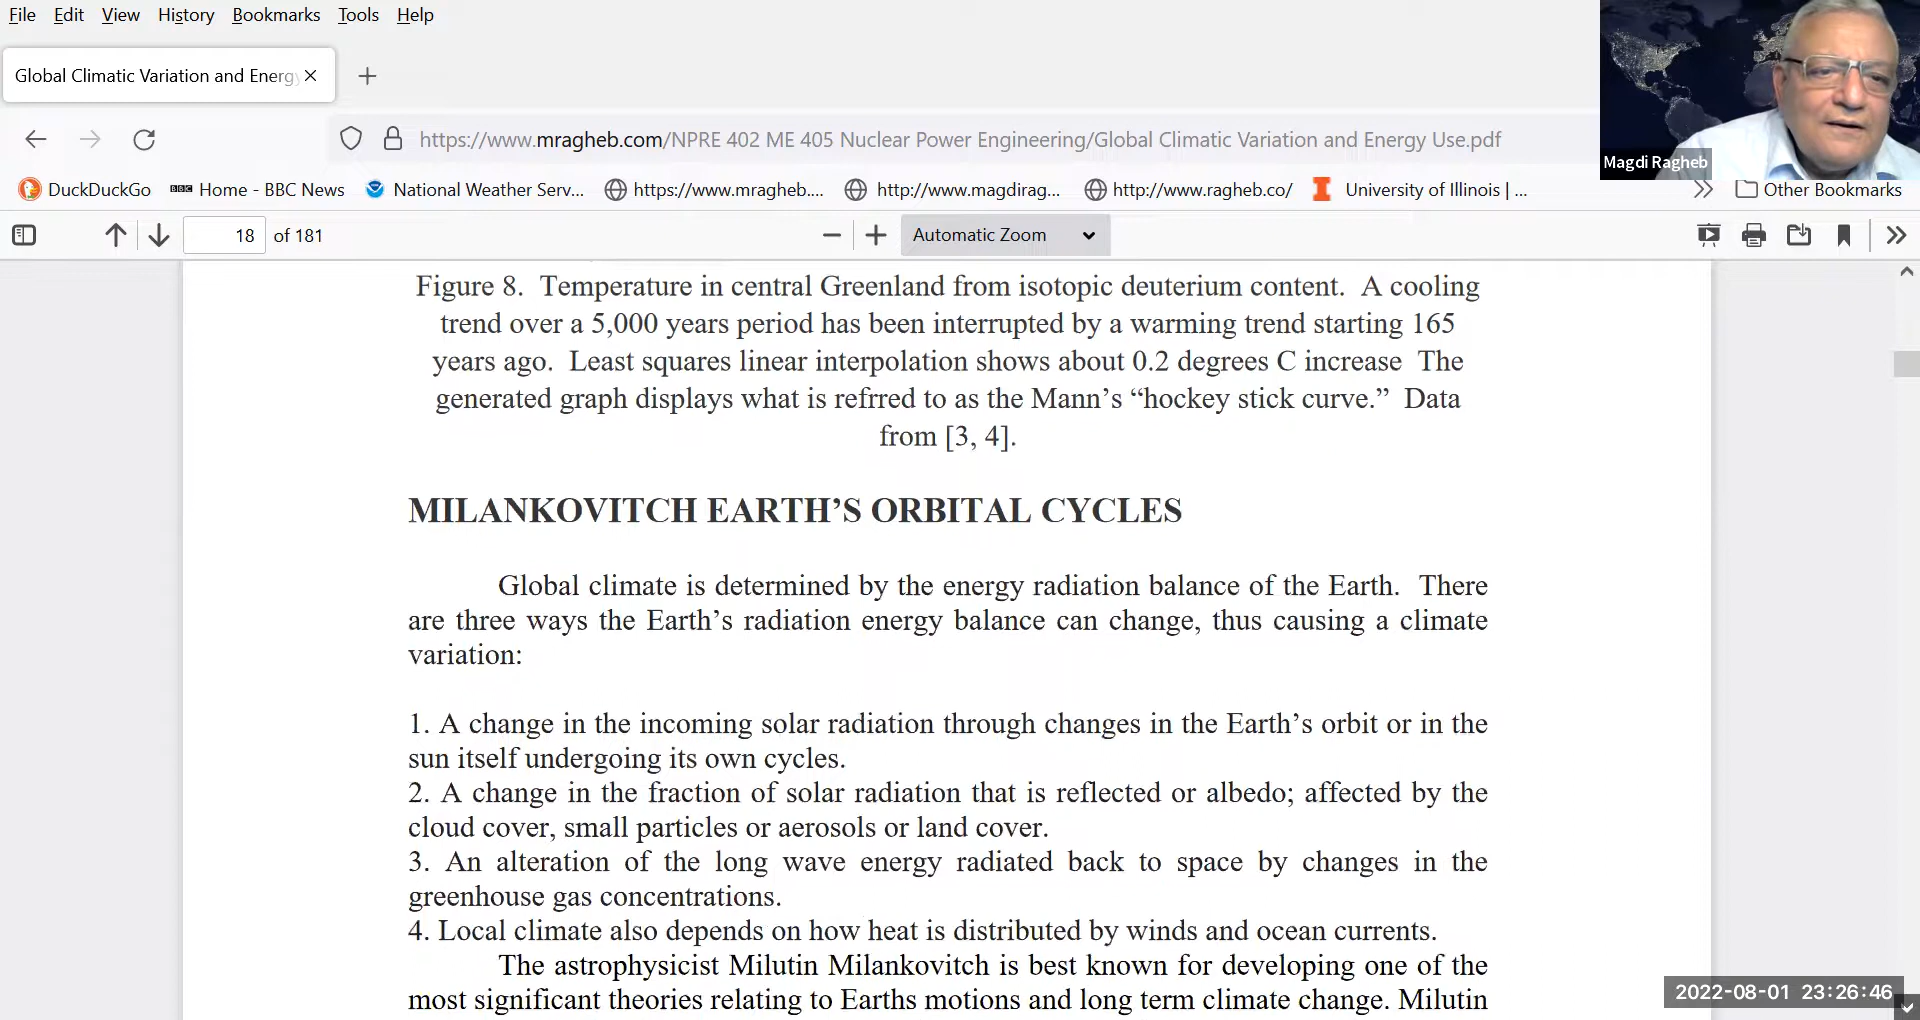 File Edit View History Bookmarks Tools Help
Global Climatic Variation and Energ
https://www.mragheb.com/NPRE 402 ME 405 Nuclear Power Engineering/Global Climatic Variation and Energy Use.pdf
Magdi Ragheb
DuckDuckGo BBC Home - BBC News National Weather Serv... https://www.mragheb.... http://www.magdirag... http://www.ragheb.co/ University of Illinois | ... Other Bookmarks
18 of 181 Automatic Zoom
Figure 8. Temperature in central Greenland from isotopic deuterium content. A cooling
trend over a 5,000 years period has been interrupted by a warming trend starting 165
years ago. Least squares linear interpolation shows about 0.2 degrees C increase The
generated graph displays what is refrred to as the Mann’s “hockey stick curve.” Data
from [3, 4].
MILANKOVITCH EARTH’S ORBITAL CYCLES
Global climate is determined by the energy radiation balance of the Earth. There
are three ways the Earth’s radiation energy balance can change, thus causing a climate
variation:
1. A change in the incoming solar radiation through changes in the Earth’s orbit or in the
sun itself undergoing its own cycles.
2. A change in the fraction of solar radiation that is reflected or albedo; affected by the
cloud cover, small particles or aerosols or land cover.
3. An alteration of the long wave energy radiated back to space by changes in the
greenhouse gas concentrations.
4. Local climate also depends on how heat is distributed by winds and ocean currents.
The astrophysicist Milutin Milankovitch is best known for developing one of the
most significant theories relating to Earths motions and long term climate change. Milutin
2022-08-01 23:26:46